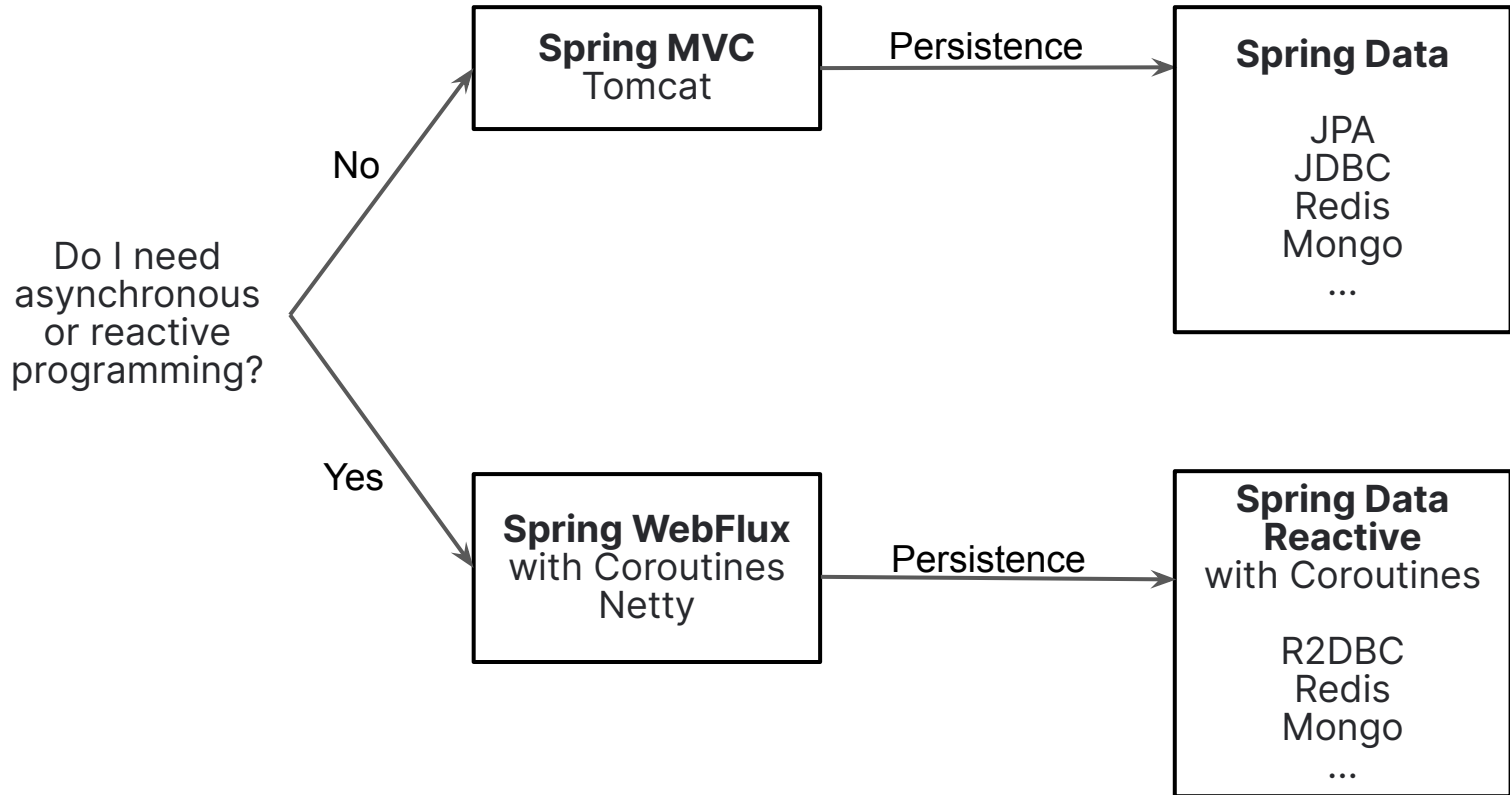 Do I need
asynchronous
or reactive
programming?
No
Spring MVC
Tomcat
Persistence
Spring Data
JPA
JDBC
Redis
Mongo
...
Yes
Spring WebFlux
with Coroutines
Netty
Persistence
Spring Data
Reactive
with Coroutines
R2DBC
Redis
Mongo
...